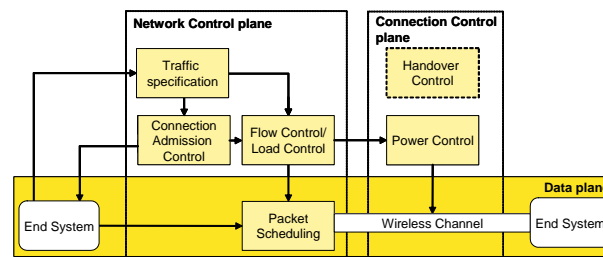 Network Control plane
Connection Control
plane
Traffic
specification
Handover
Control
Connection
Admission
Control
Flow Control/
Load Control
Power Control
Data plane
End System
Packet
Scheduling
Wireless Channel
End System